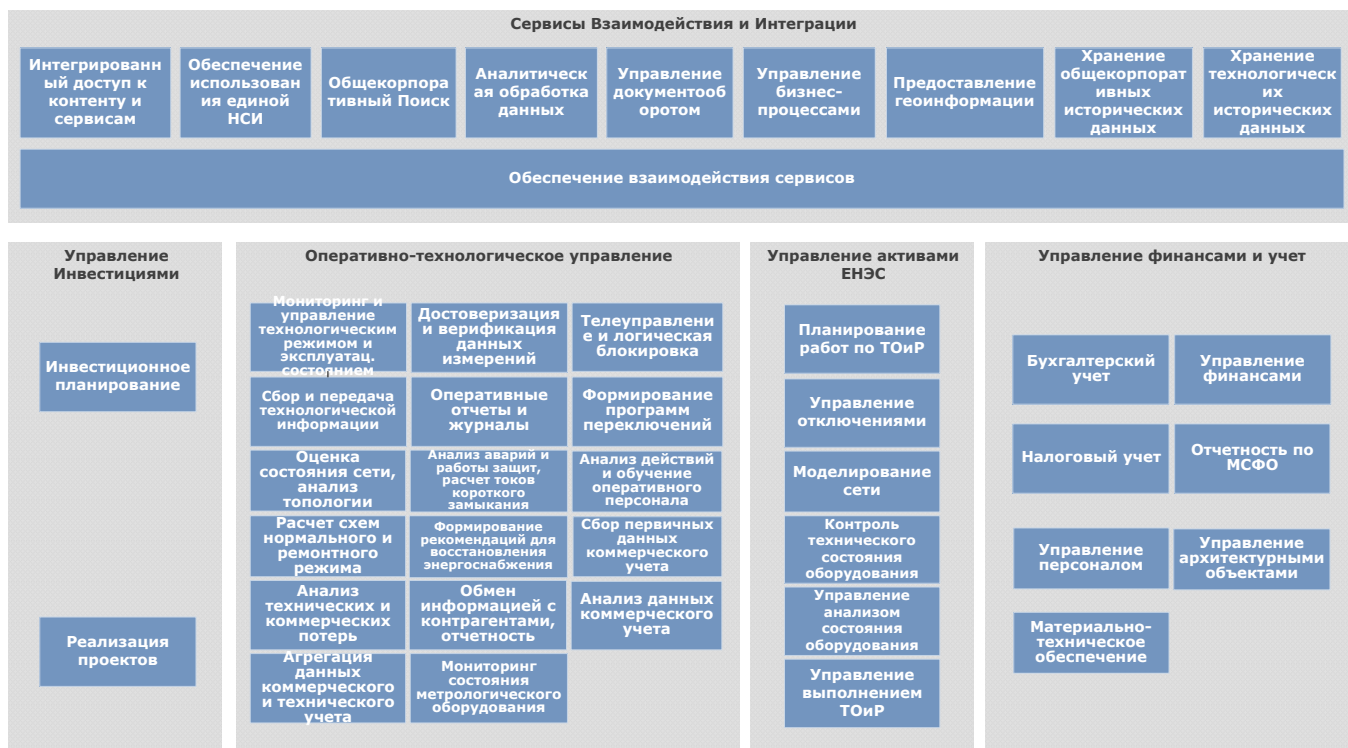 Сервисы Взаимодействия и Интеграции
Интегрированн
ый доступ к
контенту и
сервисам
Обеспечение
использован
ия единой
НСИ
Общекорпора
тивный Поиск
Аналитическ
ая обработка
данных
Управление
документооб
оротом
Управление
бизнес-
процессами
Предоставление
геоинформации
Хранение
общекорпорат
ивных
исторических
данных
Хранение
технологическ
их
исторических
данных
Обеспечение взаимодействия сервисов
Управление
Инвестициями
Инвестиционное
планирование
Реализация
проектов
Оперативно-технологическое управление
Мониторинг и
управление
технологическим
режимом и
эксплуатац.
состоянием
Достоверизация
и верификация
данных
измерений
Телеуправлени
е и логическая
блокировка
Сбор и передача
технологической
информации
Оперативные
отчеты и
журналы
Формирование
программ
переключений
Оценка
состояния сети,
анализ
топологии
Анализ аварий и
работы защит,
расчет токов
короткого
замыкания
Анализ действий
и обучение
оперативного
персонала
Расчет схем
нормального и
ремонтного
режима
Формирование
рекомендаций для
восстановления
энергоснабжения
Сбор первичных
данных
коммерческого
учета
Анализ
технических и
коммерческих
потерь
Обмен
информацией с
контрагентами,
отчетность
Анализ данных
коммерческого
учета
Агрегация
данных
коммерческого
и технического
учета
Мониторинг
состояния
метрологического
оборудования
Управление активами
ЕНЭС
Планирование
работ по ТОиР
Управление
отключениями
Моделирование
сети
Контроль
технического
состояния
оборудования
Управление
анализом
состояния
оборудования
Управление
выполнением
ТОиР
Управление финансами и учет
Бухгалтерский
учет
Управление
финансами
Налоговый учет
Отчетность по
МСФО
Управление
персоналом
Управление
архитектурными
объектами
Материально-
техническое
обеспечение